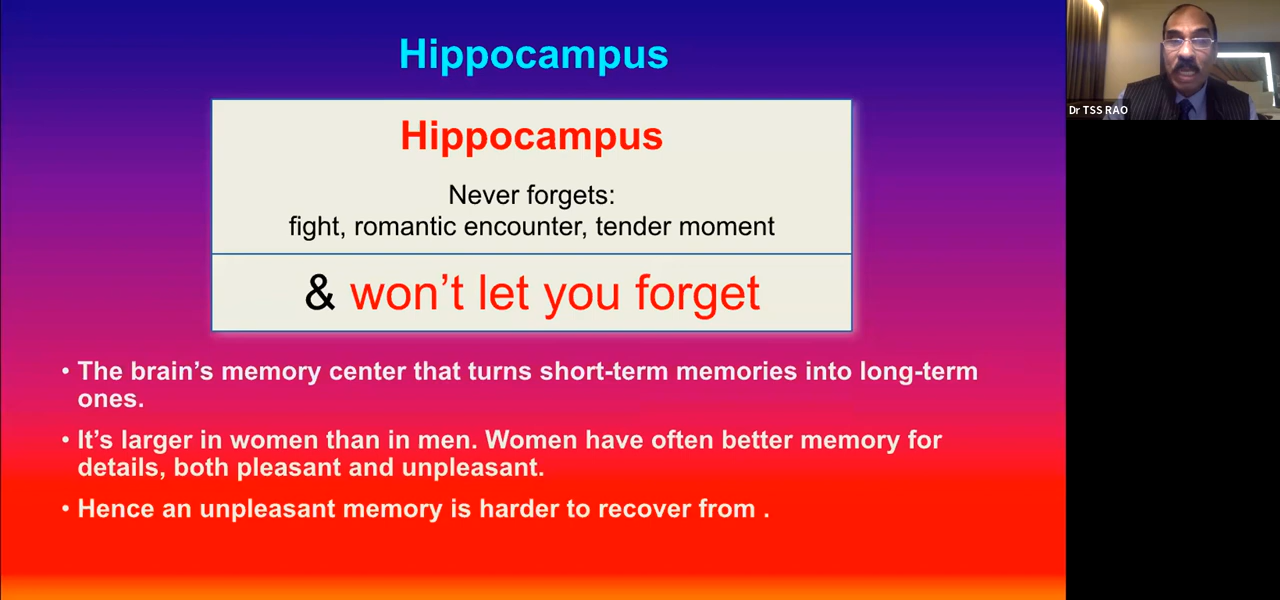 Hippocampus
Hippocampus
Never forgets:
fight, romantic encounter, tender moment
& won’t let you forget
• The brain’s memory center that turns short-term memories into long-term
ones.
• It’s larger in women than in men. Women have often better memory for
details, both pleasant and unpleasant.
• Hence an unpleasant memory is harder to recover from .
Dr TSS RAO